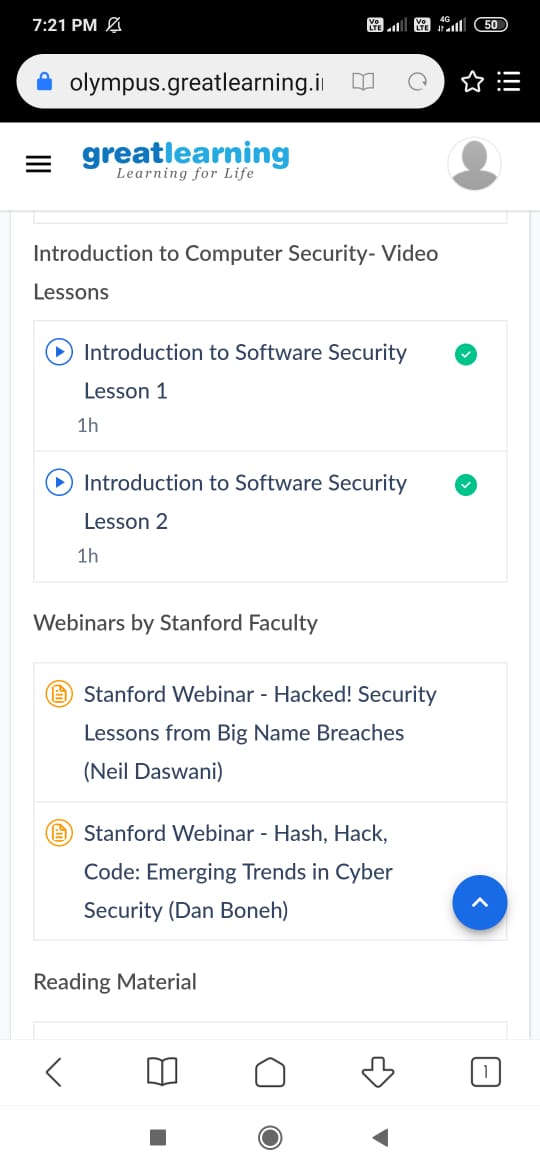 7:21 PM
Vo LTE Vo LTE 4G 50
olympus.greatlearning.i
greatlearning
Learning for Life
Introduction to Computer Security- Video
Lessons
Introduction to Software Security
Lesson 1
1h
Introduction to Software Security
Lesson 2
1h
Webinars by Stanford Faculty
Stanford Webinar - Hacked! Security
Lessons from Big Name Breaches
(Neil Daswani)
Stanford Webinar - Hash, Hack,
Code: Emerging Trends in Cyber
Security (Dan Boneh)
Reading Material
1